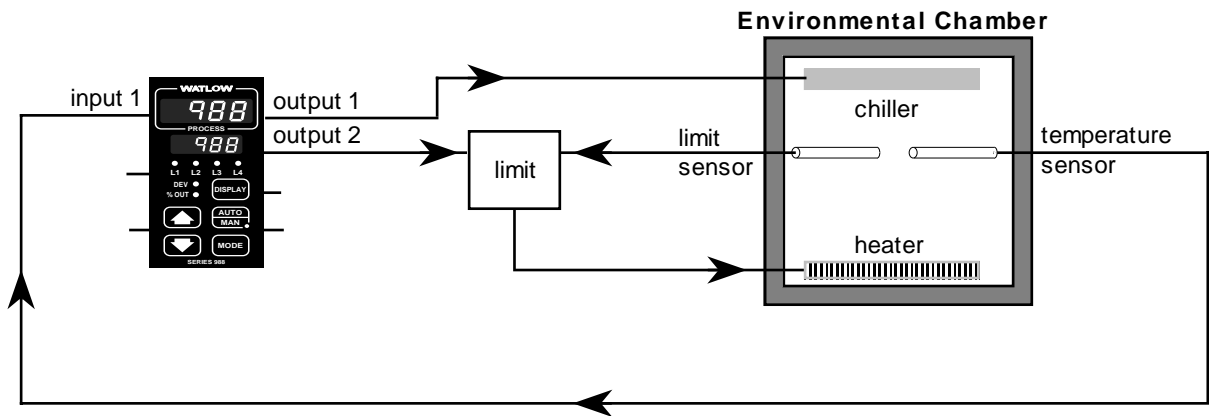 Environmental Chamber
input 1
WATLOW
988
PROCESS
988
L1 L2 L3 L4
DEV
% OUT
DISPLAY
AUTO
MAN
MODE
SERIES 988
output 1
output 2
limit
limit
sensor
chiller
heater
temperature
sensor